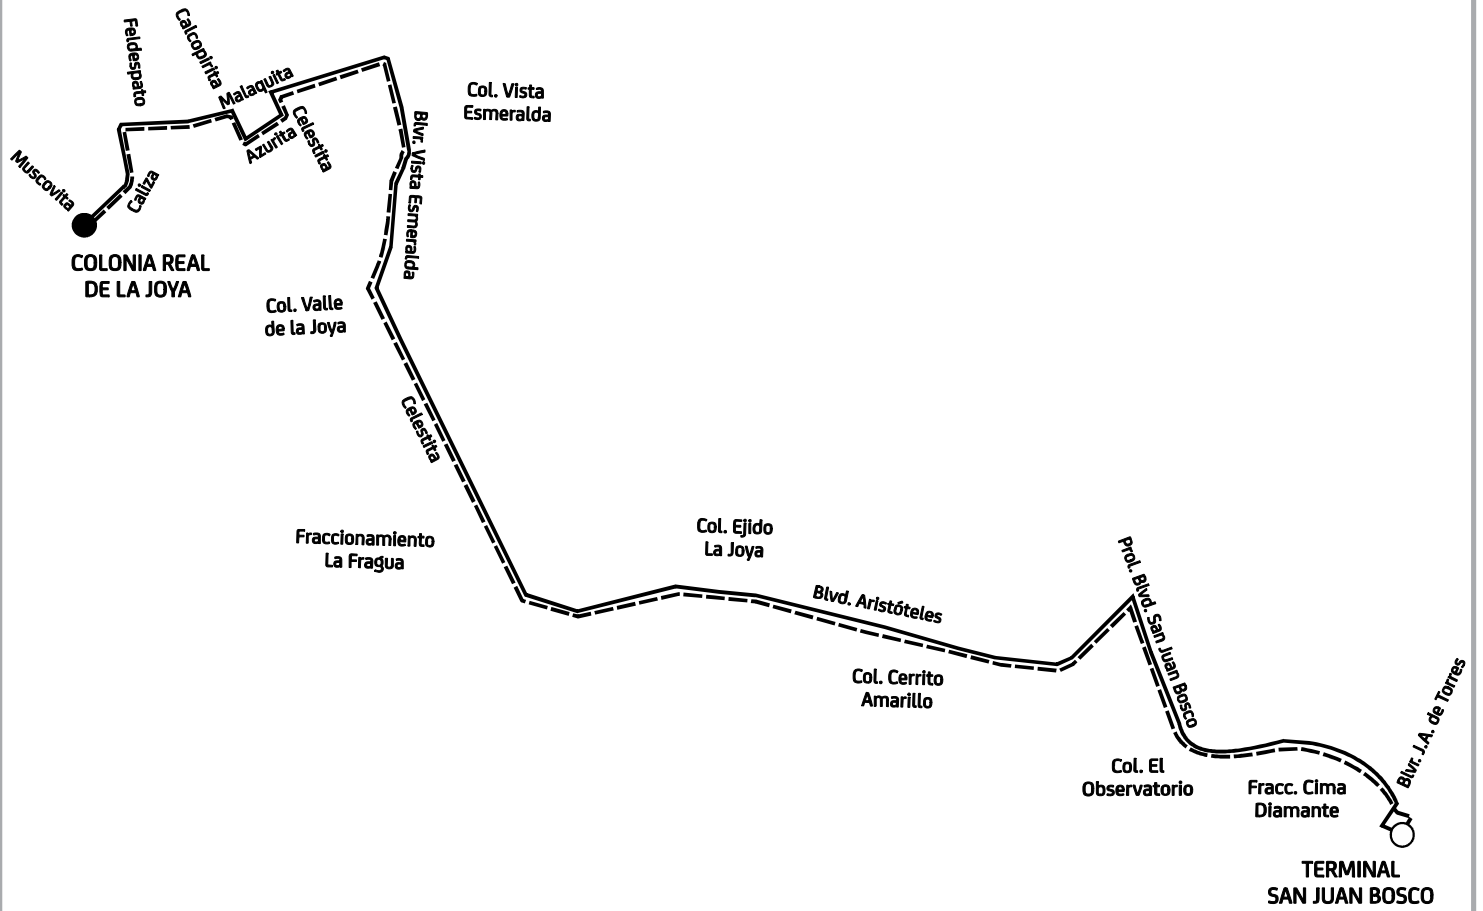 Feldespato
Calcopirita
Malaquita
Azurita
Celestita
Muscovita
Caliza
COLONIA REAL
DE LA JOYA
Col. Vista
Esmeralda
Blvr. Vista Esmeralda
Col. Valle
de la Joya
Celestita
Fraccionamiento
La Fragua
Col. Ejido
La Joya
Blvd. Aristóteles
Col. Cerrito
Amarillo
Prol. Blvd. San Juan Bosco
Col. El
Observatorio
Fracc. Cima
Diamante
Blvr. J.A. de Torres
TERMINAL
SAN JUAN BOSCO